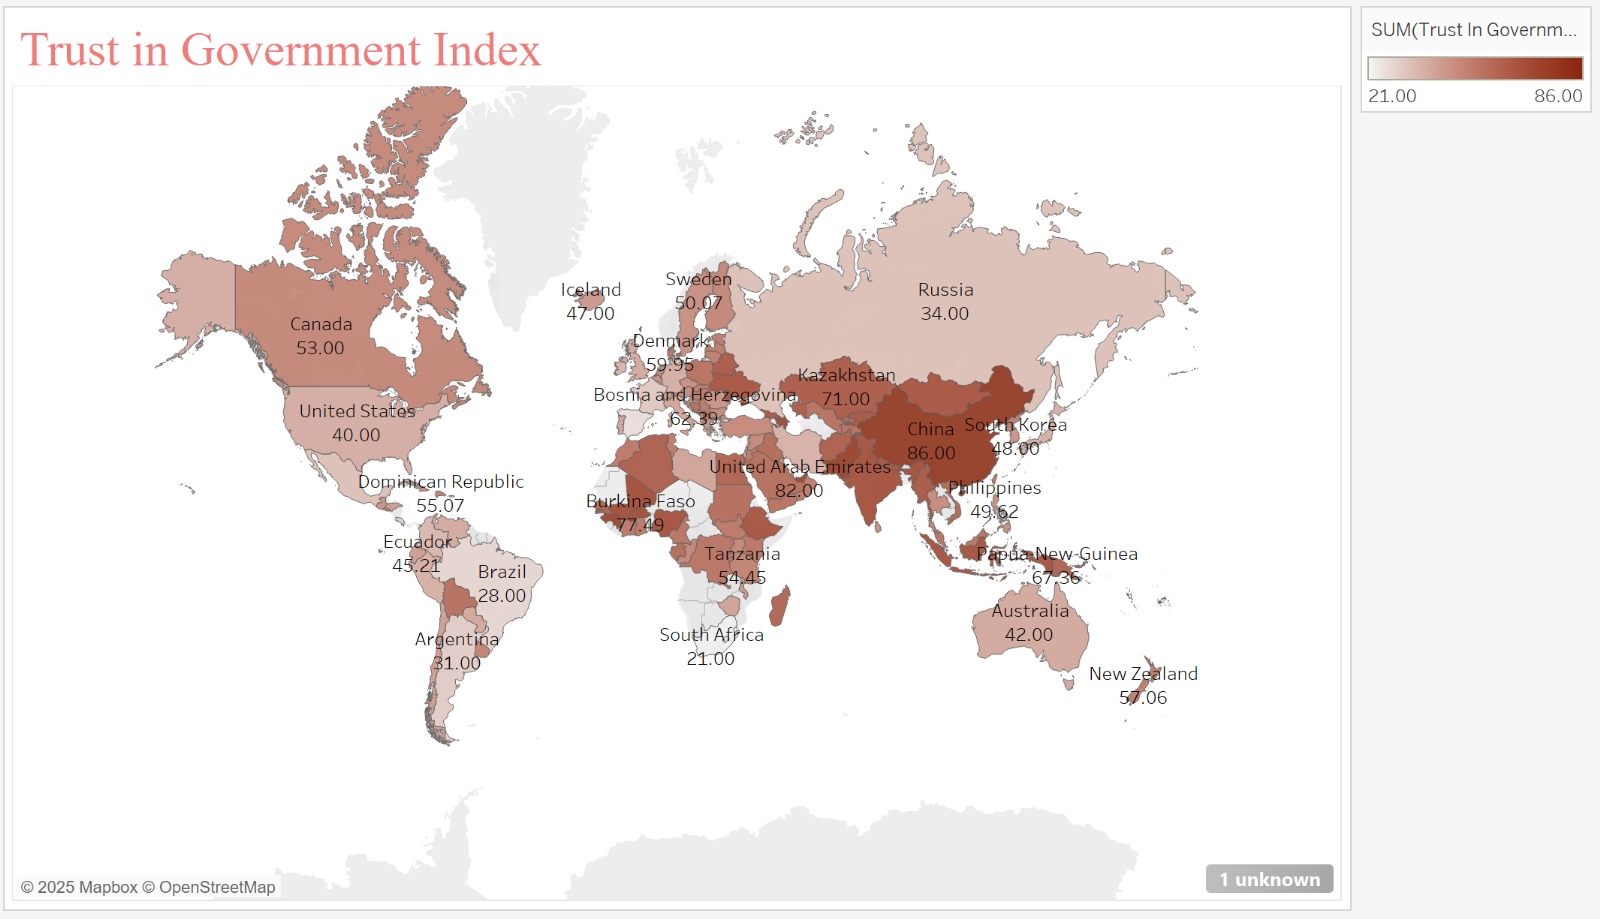 Trust in Government Index
SUM(Trust In Governm...
21.00
86.00
Sweden
50.07
Iceland
47.00
Russia
34.00
Canada
53.00
Denmark
59.95
Kazakhstan
71.00
Bosnia and Herzegovina
62.39
United States
40.00
China
86.00
South Korea
48.00
United Arab Emirates
82.00
Dominican Republic
55.07
Philippines
49.62
Burkina Faso
77.49
Ecuador
45.21
Tanzania
54.45
Papua-New-Guinea
67.36
Brazil
28.00
Australia
42.00
South Africa
21.00
Argentina
31.00
New Zealand
57.06
1 unknown
© 2025 Mapbox © OpenStreetMap